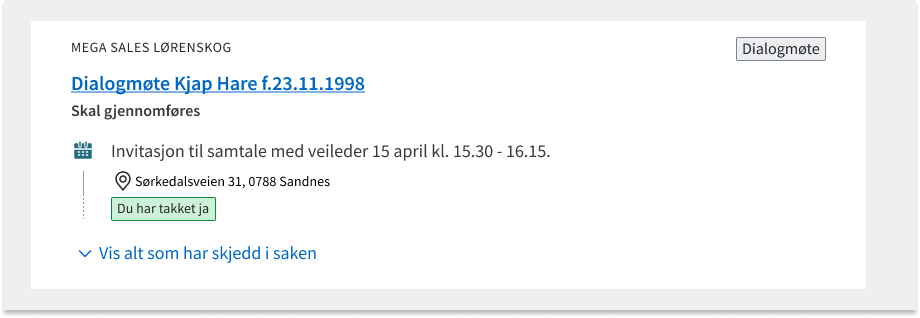 MEGA SALES LØRENSKOG
Dialogmøte
Dialogmøte Kjap Hare f.23.11.1998
Skal gjennomføres
Invitasjon til samtale med veileder 15 april kl. 15.30 - 16.15.
Sørkedalsveien 31, 0788 Sandnes
Du har takket ja
Vis alt som har skjedd i saken